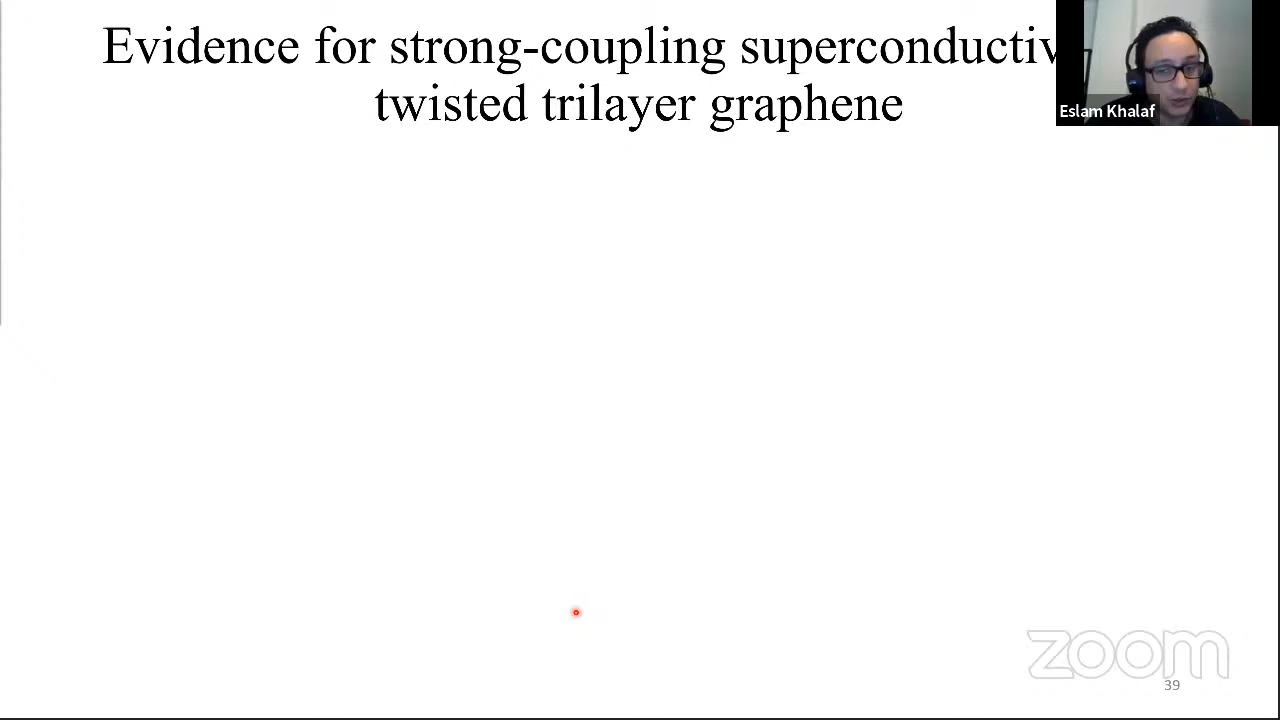 Evidence for strong-coupling superconductiv
twisted trilayer graphene
Eslam Khalaf
zoom
39